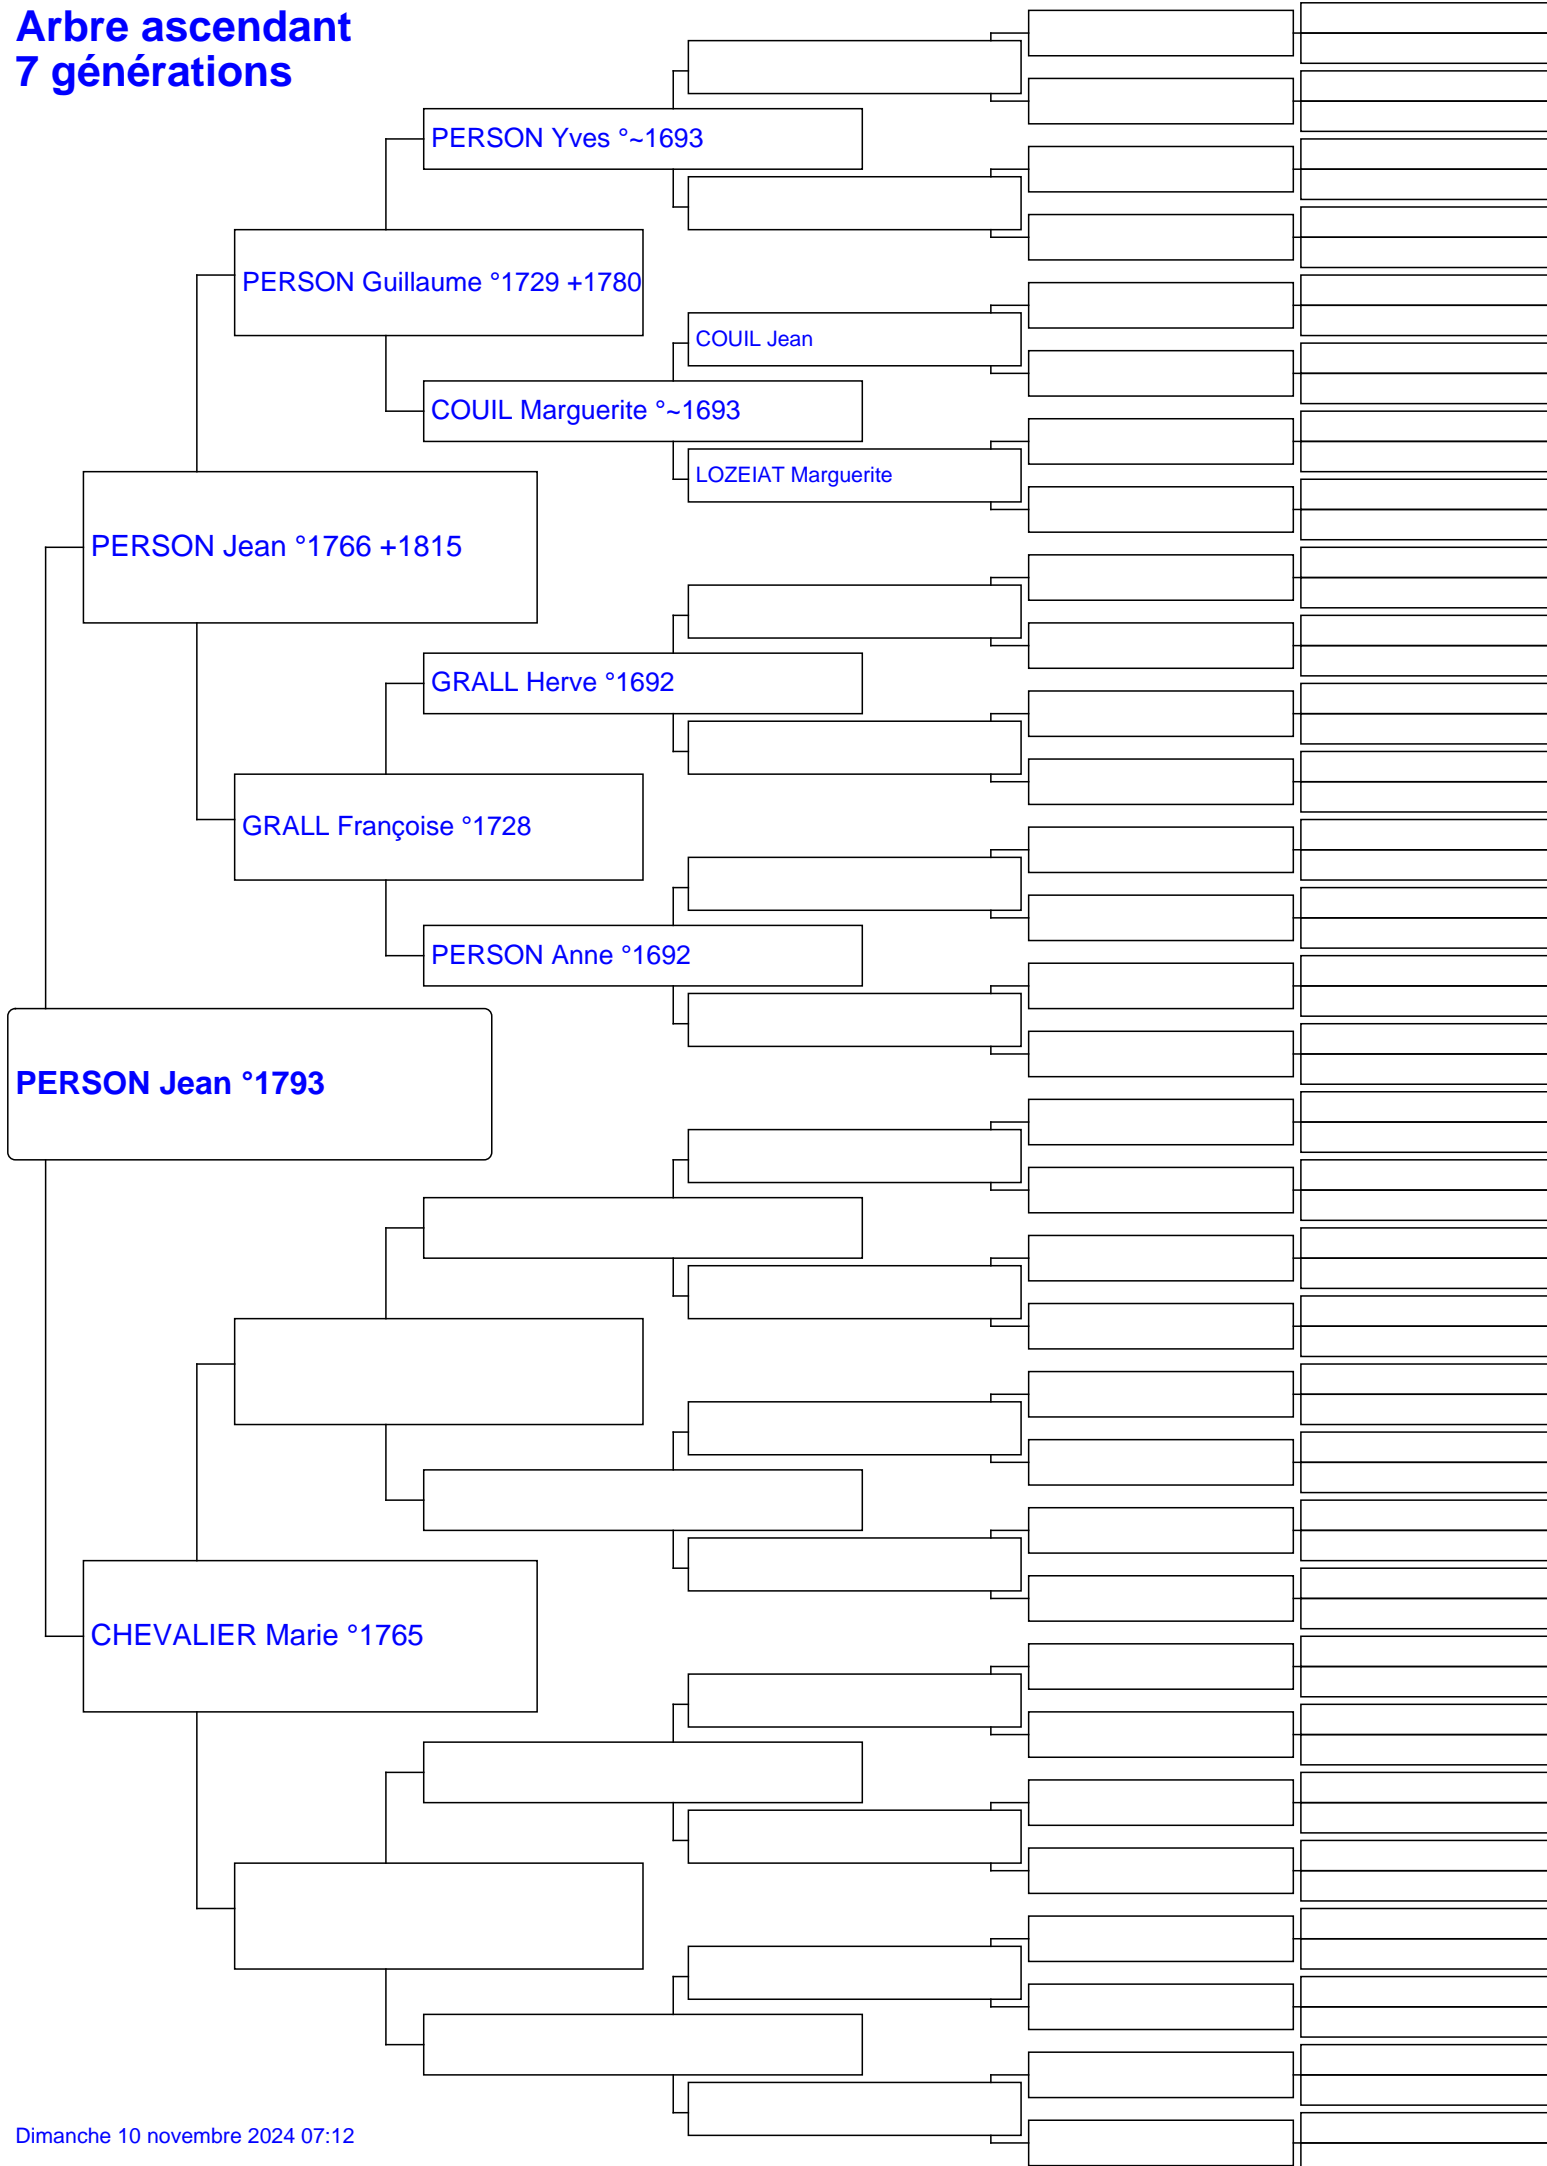 Arbre ascendant
7 générations
PERSON Yves °~1693
PERSON Guillaume °1729 +1780
COUIL Jean
COUIL Marguerite °~1693
LOZEIAT Marguerite
PERSON Jean °1766 +1815
GRALL Herve °1692
GRALL Françoise °1728
PERSON Anne °1692
PERSON Jean °1793
CHEVALIER Marie °1765
Dimanche 10 novembre 2024 07:12